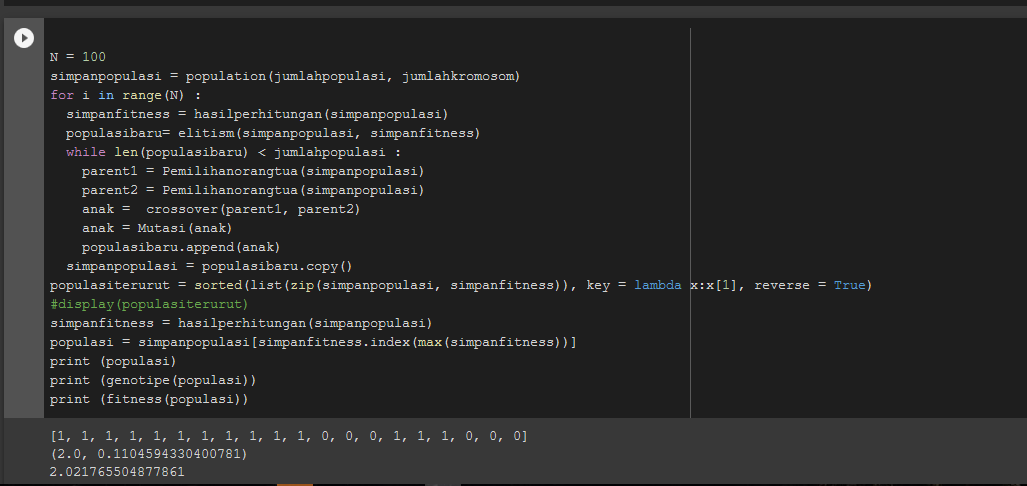 N = 100
simpanpopulasi = population(jumlahpopulasi, jumlahkromosom)
for i in range(N) :
  simpanfitness = hasilperhitungan(simpanpopulasi)
  populasibaru= elitism(simpanpopulasi, simpanfitness)
  while len(populasibaru) < jumlahpopulasi :
    parent1 = Pemilihanorangtua(simpanpopulasi)
    parent2 = Pemilihanorangtua(simpanpopulasi)
    anak =  crossover(parent1, parent2)
    anak = Mutasi(anak)
    populasibaru.append(anak)
  simpanpopulasi = populasibaru.copy()
populasiterurut = sorted(list(zip(simpanpopulasi, simpanfitness)), key = lambda x:x[1], reverse = True)
#display(populasiterurut)
simpanfitness = hasilperhitungan(simpanpopulasi)
populasi = simpanpopulasi[simpanfitness.index(max(simpanfitness))]
print (populasi)
print (genotipe(populasi))
print (fitness(populasi))
[1, 1, 1, 1, 1, 1, 1, 1, 1, 1, 1, 0, 0, 0, 1, 1, 1, 0, 0, 0]
(2.0, 0.1104594330400781)
2.021765504877861